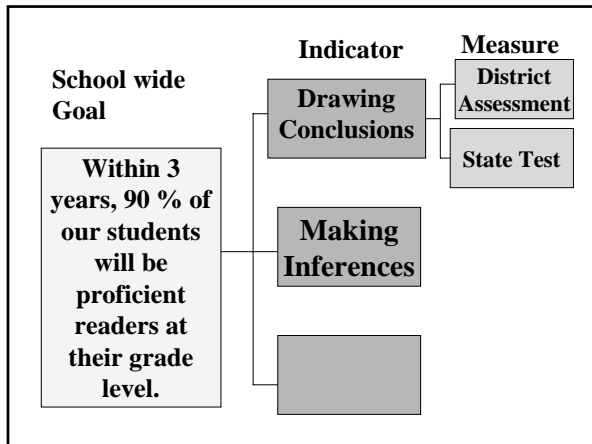 School wide
Goal
Within 3
years, 90 % of
our students
will be
proficient
readers at
their grade
level.
Indicator
Drawing
Conclusions
Making
Inferences
Measure
District
Assessment
State Test